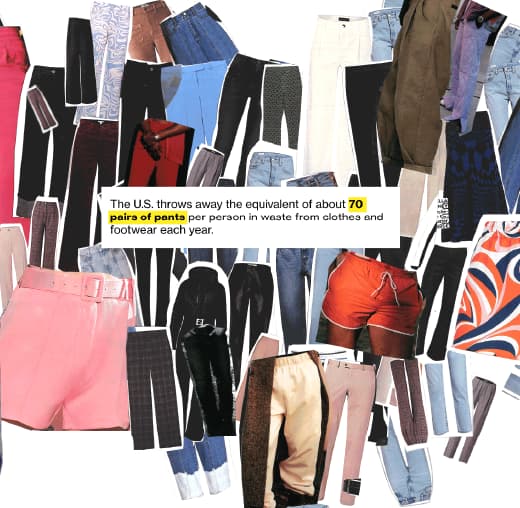 The U.S. throws away the equivalent of about 70
pairs of pants per person in waste from clothes and
footwear each year.